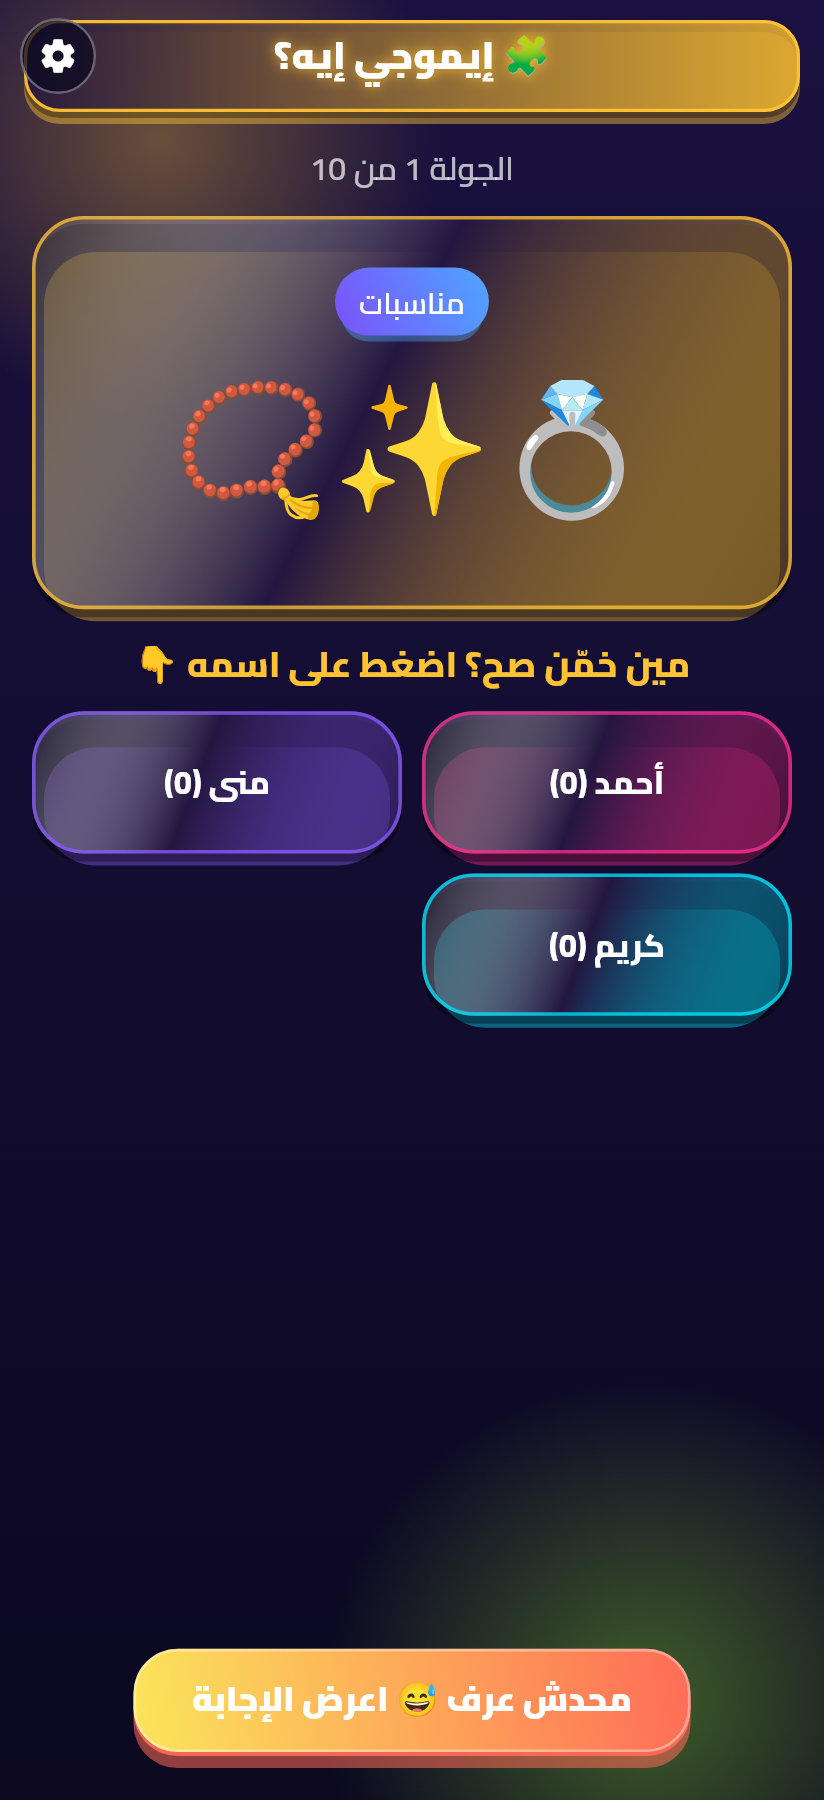 🧩 إيموجي إيه؟
الجولة 1 من 10
مناسبات
💍✨📿
مين خمّن صح؟ اضغط على اسمه 👇
أحمد (0)
منى (0)
كريم (0)
محدش عرف 😅 اعرض الإجابة